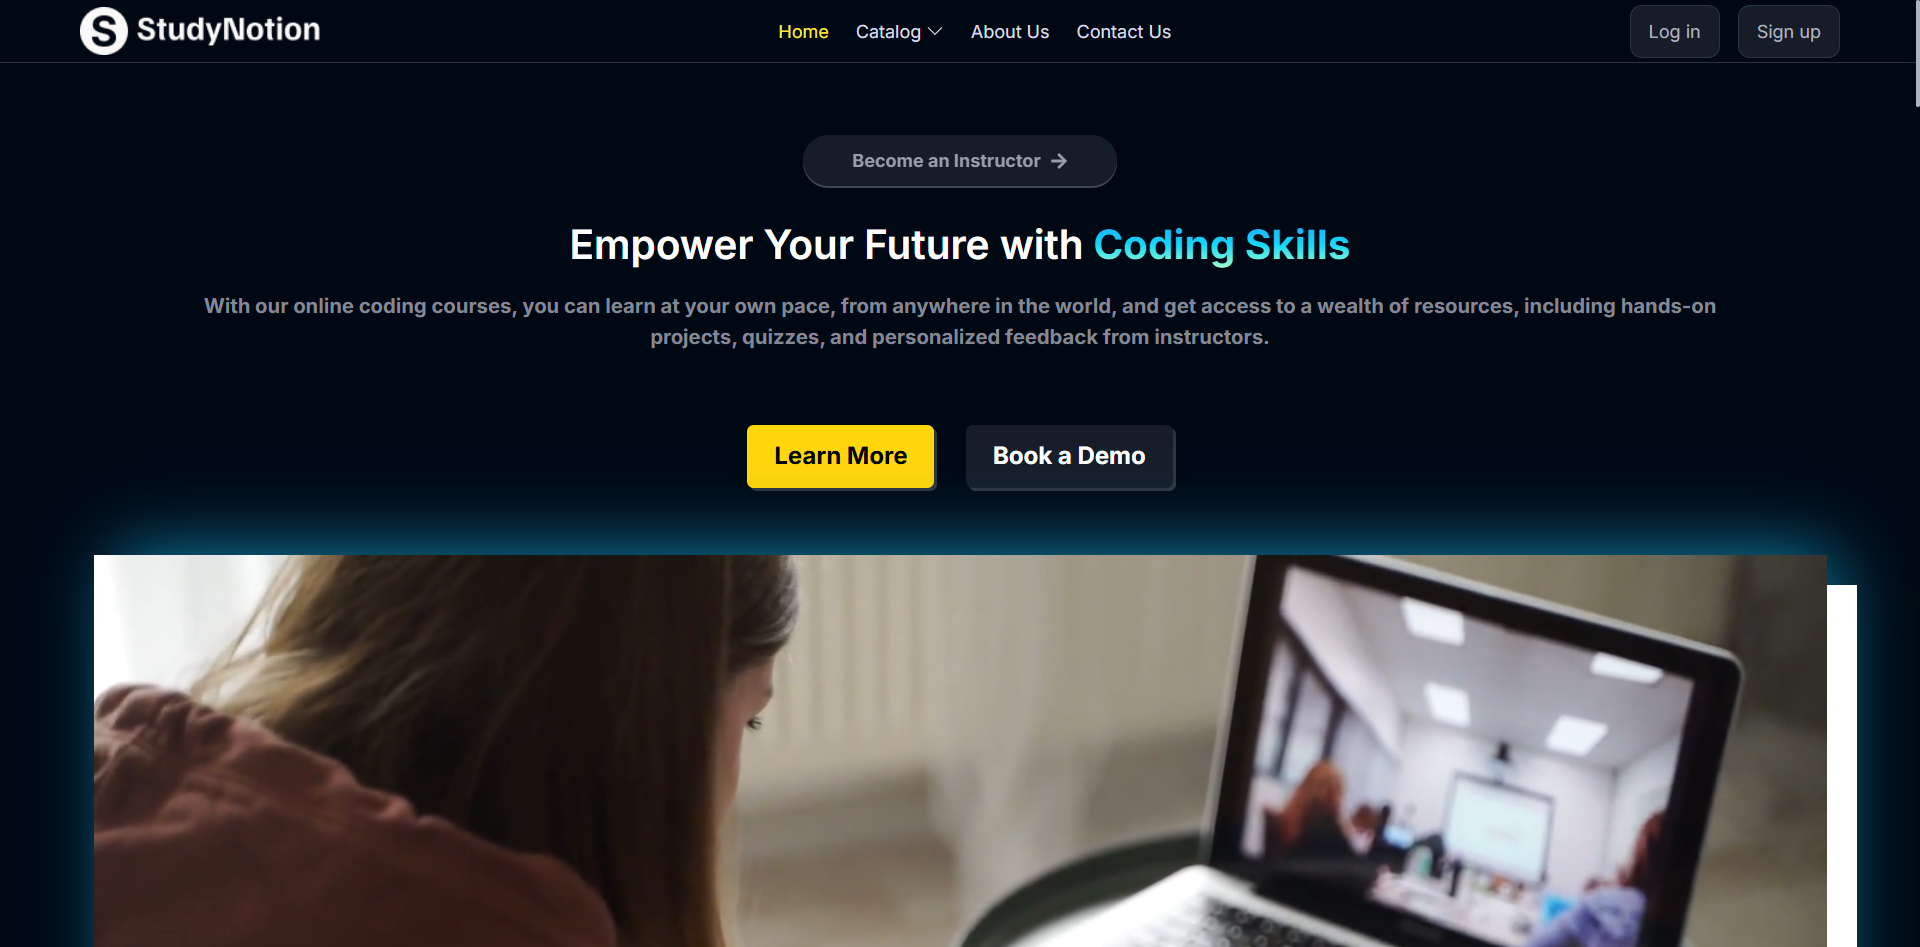 StudyNotion
Home Catalog About Us Contact Us
Log in Sign up
Become an Instructor →
Empower Your Future with Coding Skills
With our online coding courses, you can learn at your own pace, from anywhere in the world, and get access to a wealth of resources, including hands-on
projects, quizzes, and personalized feedback from instructors.
Learn More Book a Demo